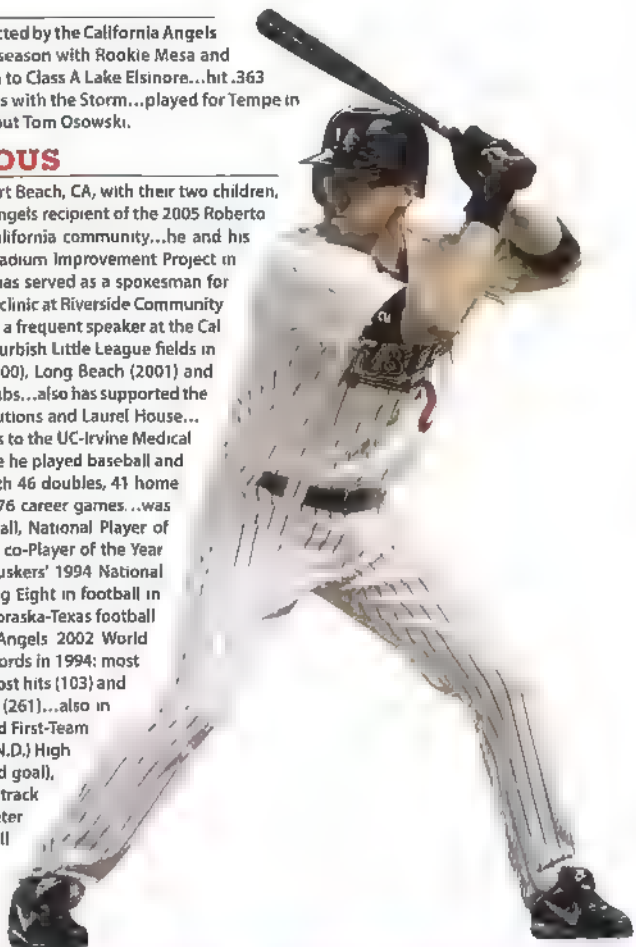 cted by the California Angels
season with Rookie Mesa and
to Class A Lake Elsinore...hit .363
s with the Storm...played for Tempe in
out Tom Osowski.
OUS
rt Beach, CA, with their two children,
ngels recipient of the 2005 Roberto
lifornia community...he and his
adium Improvement Project in
has served as a spokesman for
clinic at Riverside Community
a frequent speaker at the Cal
urbish Little League fields in
00), Long Beach (2001) and
ubs...also has supported the
utions and Laurel House...
s to the UC-Irvine Medical
e he played baseball and
th 46 doubles, 41 home
76 career games...was
all, National Player of
co-Player of the Year
uskers' 1994 National
g Eight in football in
braska-Texas football
Angels 2002 World
ords in 1994: most
ost hits (103) and
(261)...also in
d First-Team
N.D.) High
d goal),
track
ter
ll
2